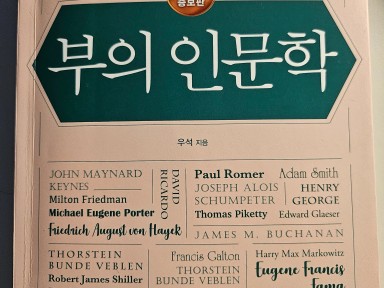 증보판
부의 인문학
우석 지음
JOHN MAYNARD
KEYNES
Milton Friedman
Michael Eugene Porter
Friedrich August von Hayek
DAVID
RICARDO
Paul Romer
JOSEPH ALOIS
SCHUMPETER
Thomas Piketty
Adam Smith
HENRY
GEORGE
Edward Glaeser
JAMES M. BUCHANAN
THORSTEIN
BUNDE VEBLEN
Robert James Shiller
Francis Galton
THORSTEIN
BUNDE VEBLEN
Harry Max Markowitz
Eugene Francis
Fama